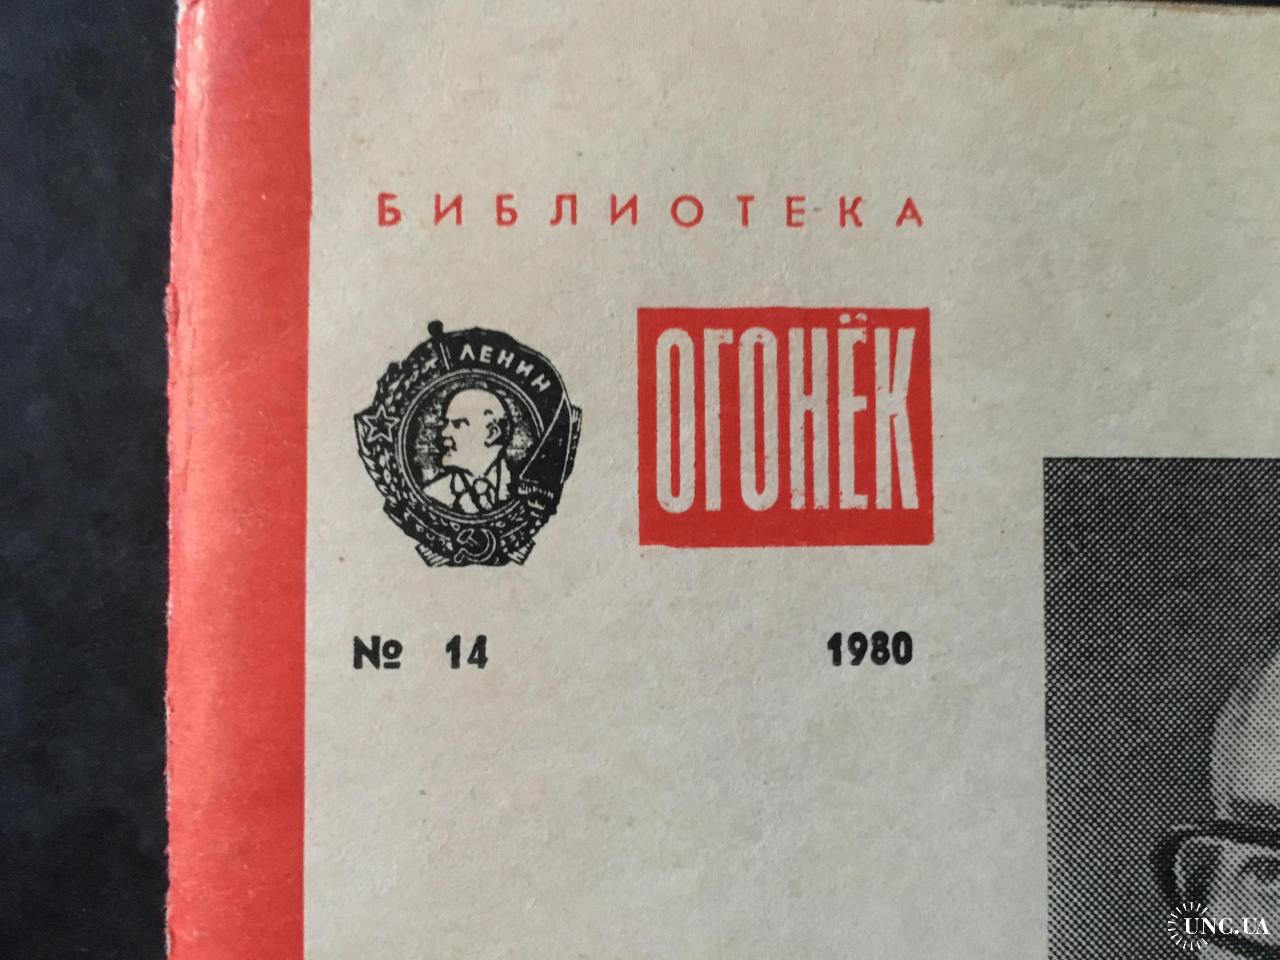 БИБЛИОТЕКА
ЛЕНИН
ОГОНЁК
№ 14
1980
UNC.UA